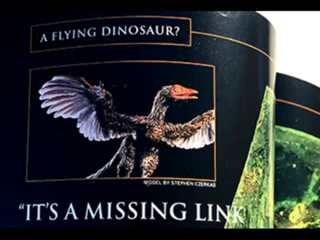 A FLYING DINOSAUR?
MODEL BY STEPHEN CZERKAS
"IT'S A MISSING LINK